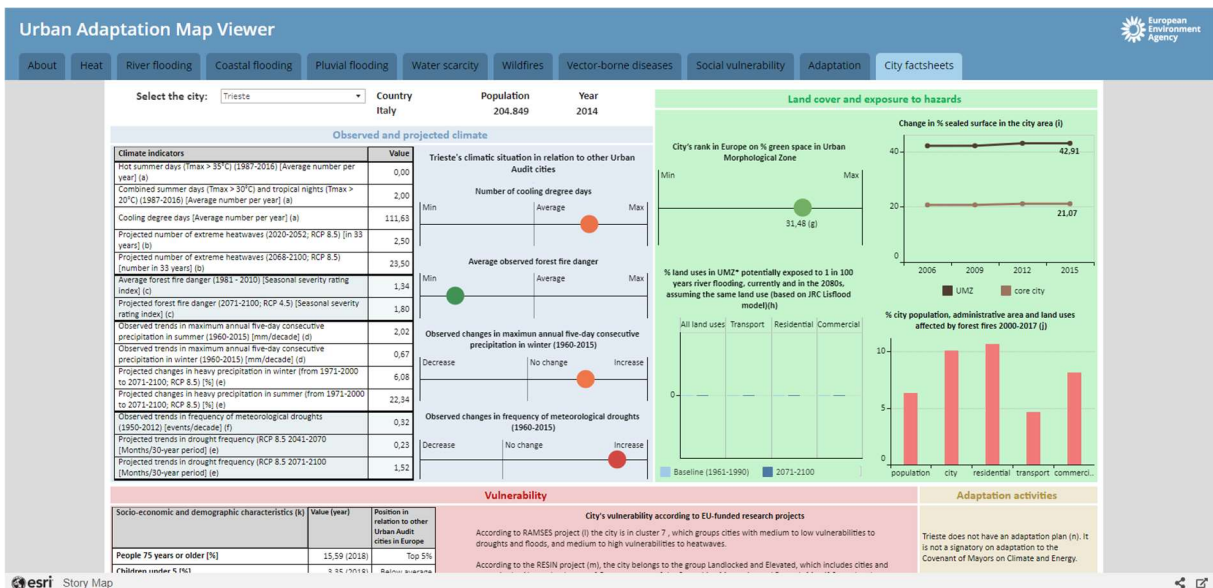 Urban Adaptation Map Viewer
European
Environment
Agency
About
Heat
River flooding
Coastal flooding
Pluvial flooding
Water scarcity
Wildfires
Vector-borne diseases
Social vulnerability
Adaptation
City factsheets
Select the city:
Trieste
Country
Italy
Population
204.849
Year
2014
Observed and projected climate
Climate indicators Value
Hot summer days (Tmax > 35°C) (1987-2016) [Average number per
year] (a)
0,00
Combined summer days (Tmax > 30°C) and tropical nights (Tmax >
20°C) (1987-2016) [Average number per year] (a)
2,00
Cooling degree days [Average number per year] (a)
111,63
Projected number of extreme heatwaves (2020-2052; RCP 8.5) [in 33
years] (b)
2,50
Projected number of extreme heatwaves (2068-2100; RCP 8.5)
[number in 33 years] (b)
23,50
Average forest fire danger (1981 - 2010) [Seasonal severity rating
index] (c)
1,34
Projected forest fire danger (2071-2100; RCP 4.5) [Seasonal severity
rating index] (c)
1,80
Observed trends in maximum annual five-day consecutive
precipitation in summer (1960-2015) [mm/decade] (d)
2,02
Observed trends in maximum annual five-day consecutive
precipitation in winter (1960-2015) [mm/decade] (d)
0,67
Projected changes in heavy precipitation in winter (from 1971-2000
to 2071-2100; RCP 8.5) [%] (e)
6,08
Projected changes in heavy precipitation in summer (from 1971-2000
to 2071-2100; RCP 8.5) [%] (e)
22,34
Observed trends in frequency of meteorological droughts
(1950-2012) [events/decade] (f)
0,32
Projected trends in drought frequency (RCP 8.5 2041-2070
[Months/30-year period] (e)
0,23
Projected trends in drought frequency (RCP 8.5 2071-2100
[Months/30-year period] (e)
1,52
Trieste's climatic situation in relation to other Urban
Audit cities
Number of cooling dregree days
Min Average Max
Average observed forest fire danger
Min Average Max
Observed changes in maximun annual five-day consecutive
precipitation in winter (1960-2015)
Decrease No change Increase
Observed changes in frequency of meteorological droughts
(1960-2015)
Decrease No change Increase
Land cover and exposure to hazards
City's rank in Europe on % green space in Urban
Morphological Zone
Min Max
31,48 (g)
% land uses in UMZ* potentially exposed to 1 in 100
years river flooding, currently and in the 2080s,
assuming the same land use (based on JRC Lisflood
model)(h)
All land uses Transport Residential Commercial
0
Baseline (1961-1990) 2071-2100
Change in % sealed surface in the city area (i)
40
42,91
20
21,07
0
2006 2009 2012 2015
UMZ core city
% city population, administrative area and land uses
affected by forest fires 2000-2017 (j)
10
5
0
population city residential transport commerci..
Vulnerability
Socio-economic and demographic characteristics (k) Value (year) Position in
relation to other
Urban Audit
cities in Europe
People 75 years or older [%] 15,59 (2018) Top 5%
Children under 5 [%] 3,35 (2018) Below average
City's vulnerability according to EU-funded research projects
According to RAMSES project (l) the city is in cluster 7 , which groups cities with medium to low vulnerabilities to
droughts and floods, and medium to high vulnerabilities to heatwaves.
According to the RESIN project (m), the city belongs to the group Landlocked and Elevated, which includes cities and
Adaptation activities
Trieste does not have an adaptation plan (n). It
is not a signatory on adaptation to the
Covenant of Mayors on Climate and Energy.
esri Story Map